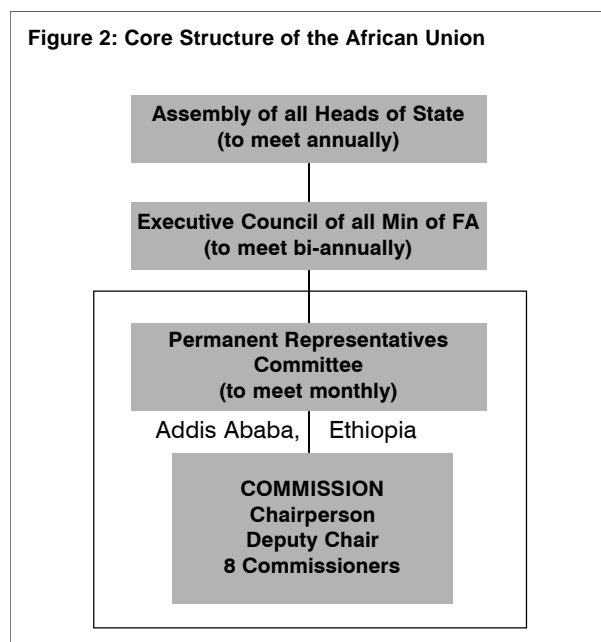 Figure 2: Core Structure of the African Union
Assembly of all Heads of State
(to meet annually)
Executive Council of all Min of FA
(to meet bi-annually)
Permanent Representatives
Committee
(to meet monthly)
Addis Ababa, Ethiopia
COMMISSION
Chairperson
Deputy Chair
8 Commissioners